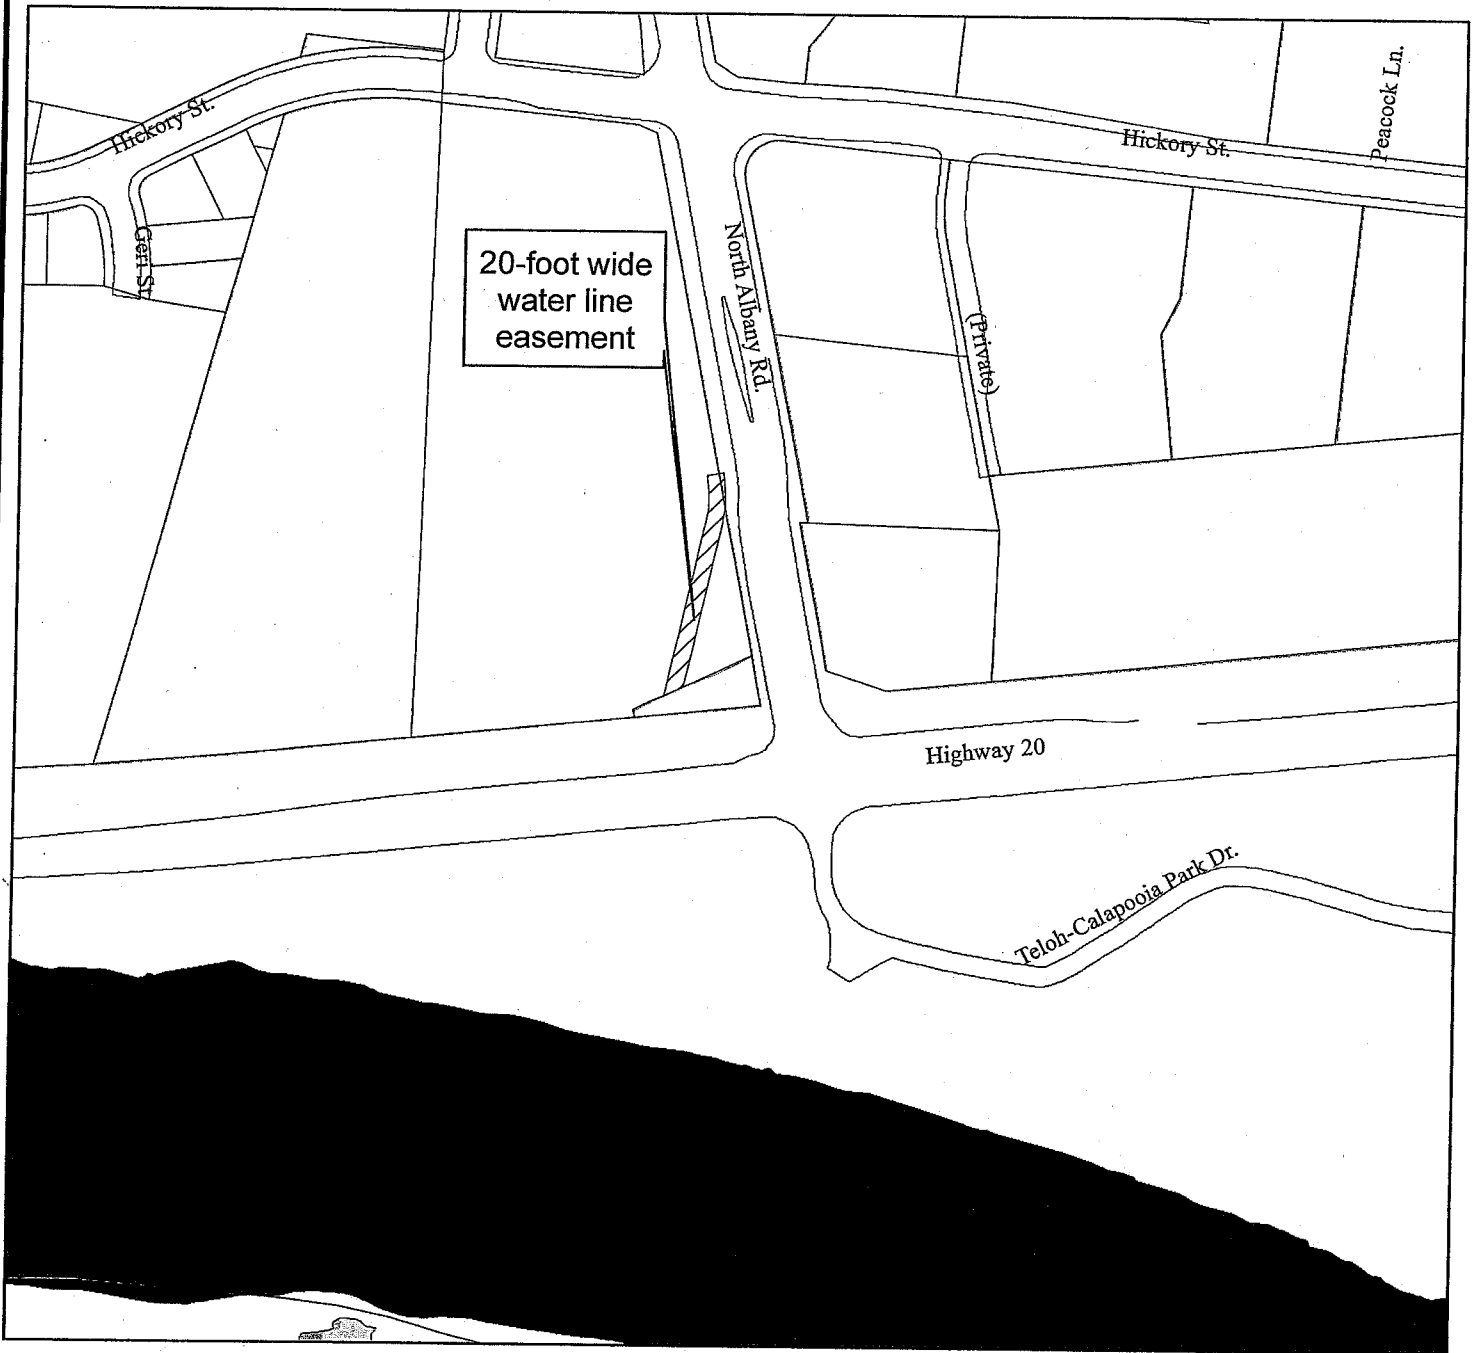 Hickory St.
Peacock Ln.
Hickory St.
Geri St.
20-foot wide
water line
easement
North Albany Rd.
(Private)
Highway 20
Teloh-Calapooia Park Dr.